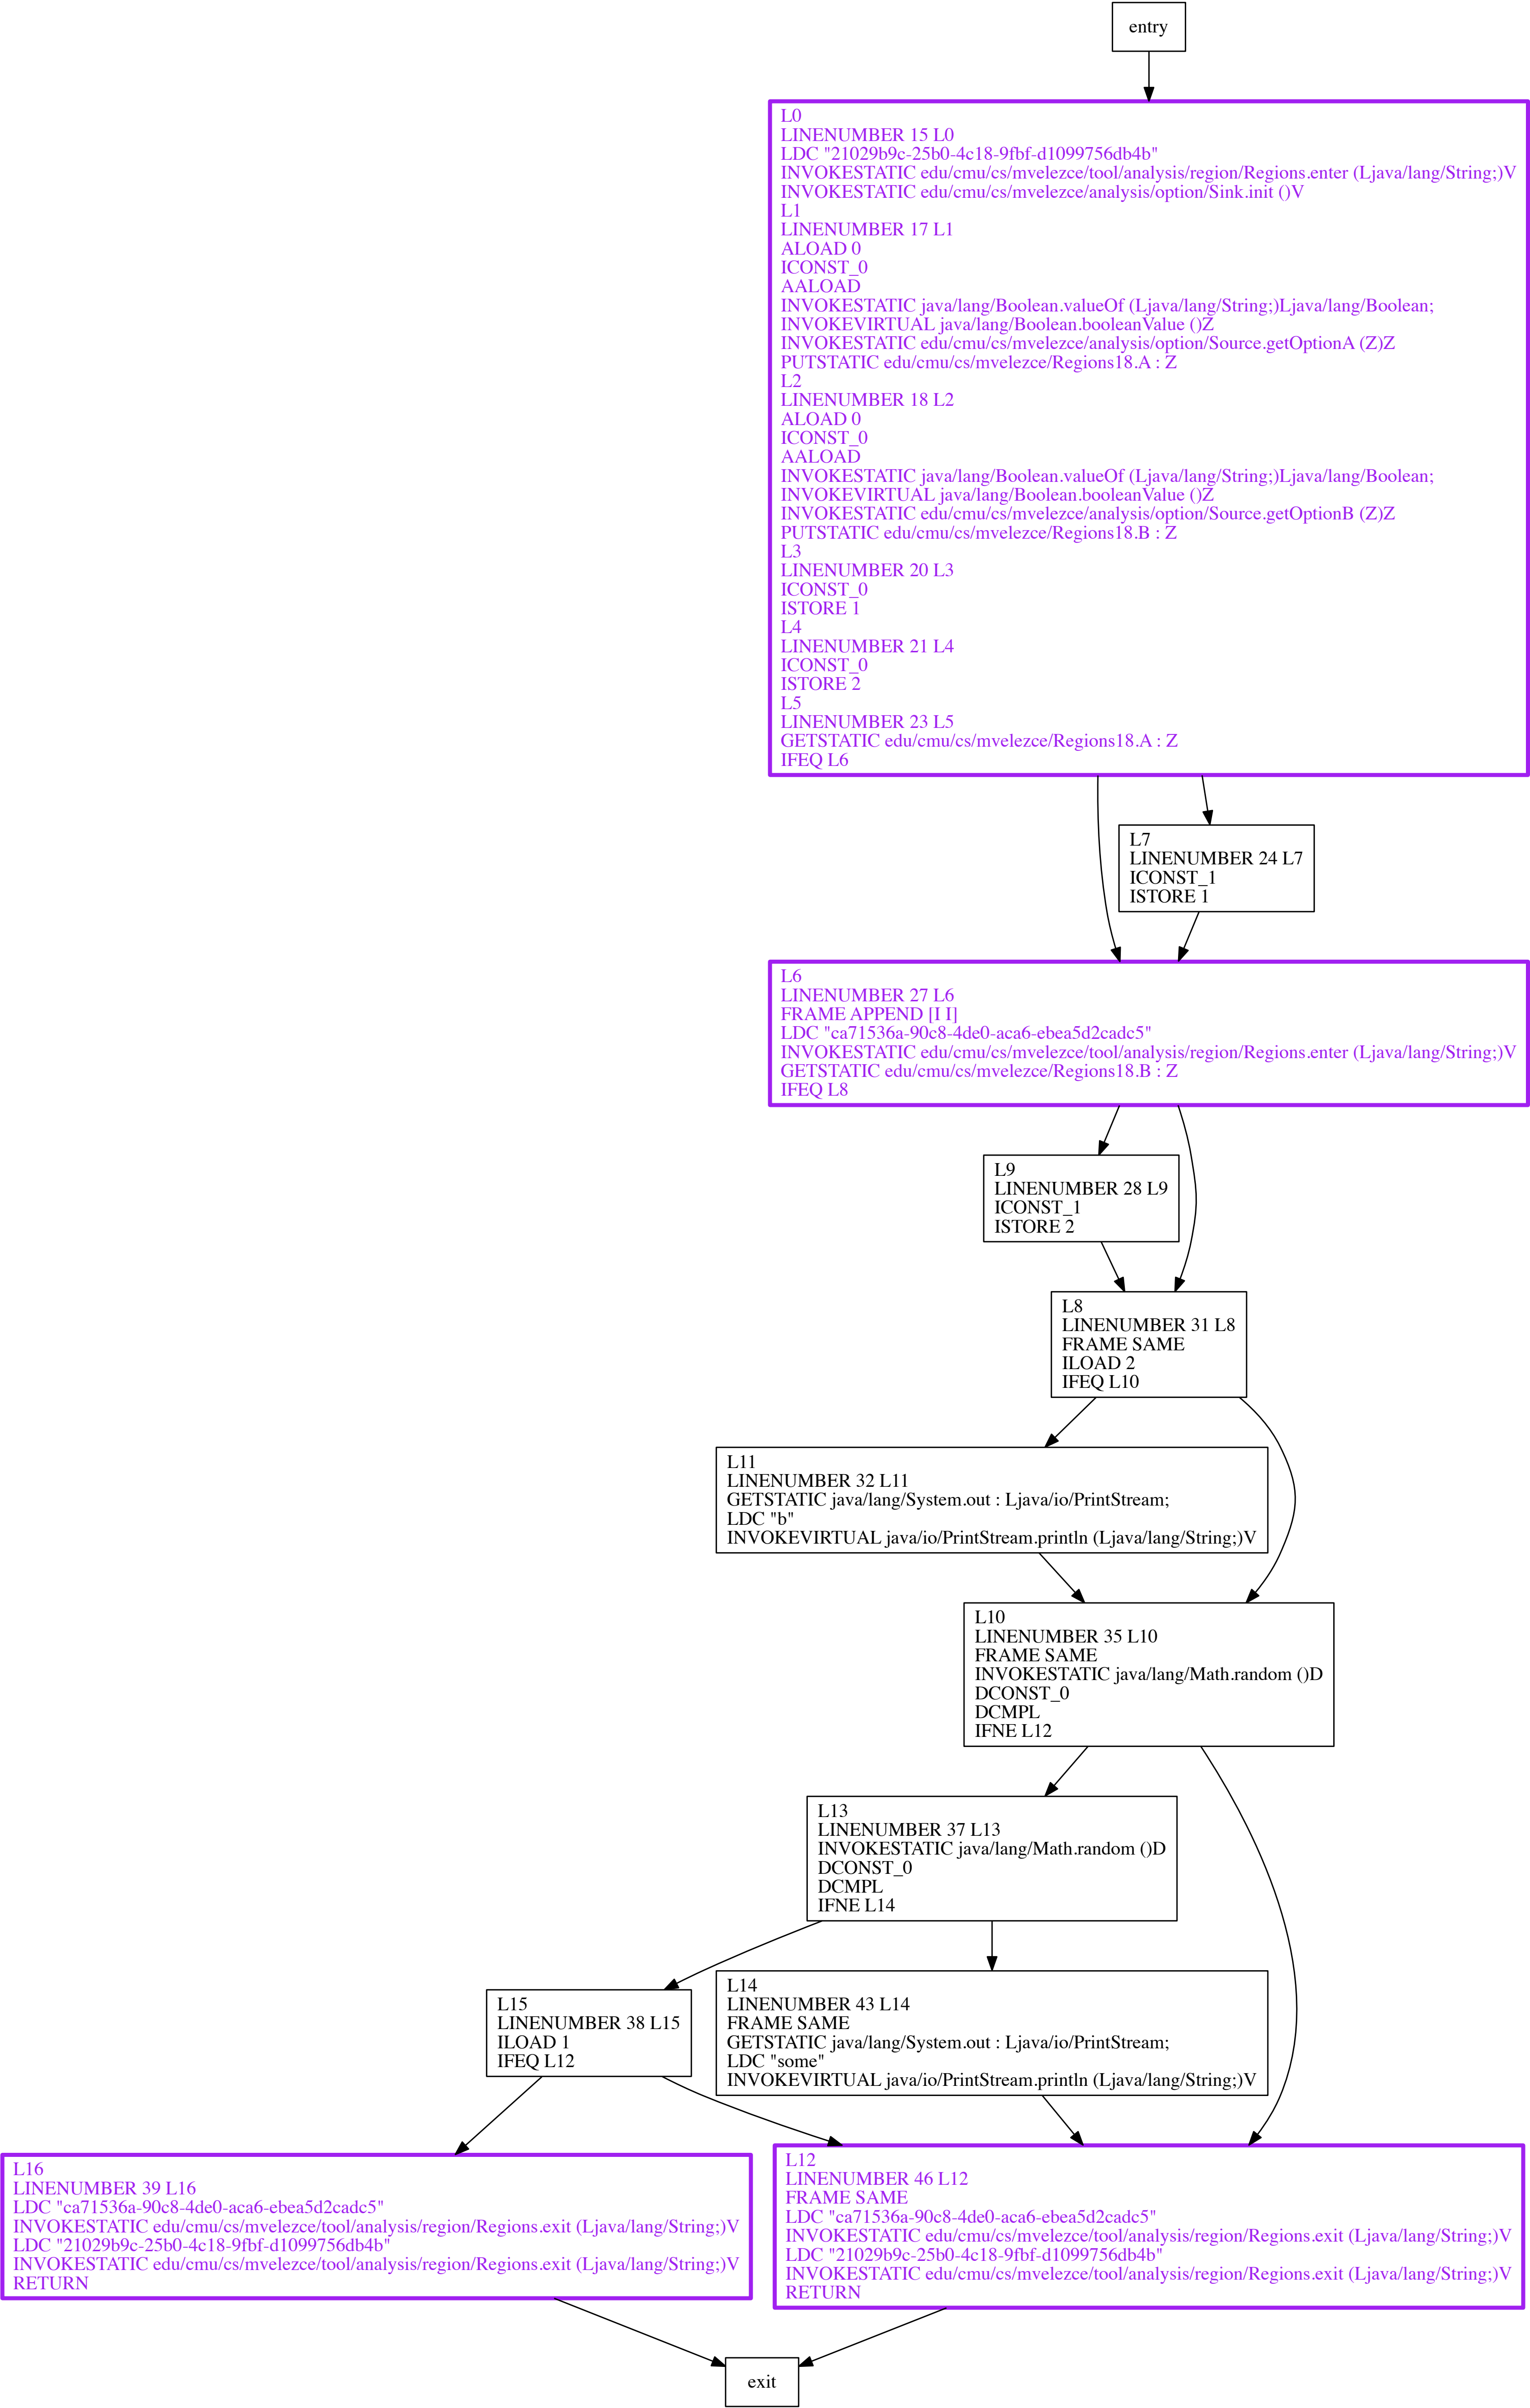 entry
L0
LINENUMBER 15 L0
LDC "21029b9c-25b0-4c18-9fbf-d1099756db4b"
INVOKESTATIC edu/cmu/cs/mvelezce/tool/analysis/region/Regions.enter (Ljava/lang/String;)V
INVOKESTATIC edu/cmu/cs/mvelezce/analysis/option/Sink.init ()V
L1
LINENUMBER 17 L1
ALOAD 0
ICONST_0
AALOAD
INVOKESTATIC java/lang/Boolean.valueOf (Ljava/lang/String;)Ljava/lang/Boolean;
INVOKEVIRTUAL java/lang/Boolean.booleanValue ()Z
INVOKESTATIC edu/cmu/cs/mvelezce/analysis/option/Source.getOptionA (Z)Z
PUTSTATIC edu/cmu/cs/mvelezce/Regions18.A : Z
L2
LINENUMBER 18 L2
ALOAD 0
ICONST_0
AALOAD
INVOKESTATIC java/lang/Boolean.valueOf (Ljava/lang/String;)Ljava/lang/Boolean;
INVOKEVIRTUAL java/lang/Boolean.booleanValue ()Z
INVOKESTATIC edu/cmu/cs/mvelezce/analysis/option/Source.getOptionB (Z)Z
PUTSTATIC edu/cmu/cs/mvelezce/Regions18.B : Z
L3
LINENUMBER 20 L3
ICONST_0
ISTORE 1
L4
LINENUMBER 21 L4
ICONST_0
ISTORE 2
L5
LINENUMBER 23 L5
GETSTATIC edu/cmu/cs/mvelezce/Regions18.A : Z
IFEQ L6
L7
LINENUMBER 24 L7
ICONST_1
ISTORE 1
L6
LINENUMBER 27 L6
FRAME APPEND [I I]
LDC "ca71536a-90c8-4de0-aca6-ebea5d2cadc5"
INVOKESTATIC edu/cmu/cs/mvelezce/tool/analysis/region/Regions.enter (Ljava/lang/String;)V
GETSTATIC edu/cmu/cs/mvelezce/Regions18.B : Z
IFEQ L8
L9
LINENUMBER 28 L9
ICONST_1
ISTORE 2
L8
LINENUMBER 31 L8
FRAME SAME
ILOAD 2
IFEQ L10
L11
LINENUMBER 32 L11
GETSTATIC java/lang/System.out : Ljava/io/PrintStream;
LDC "b"
INVOKEVIRTUAL java/io/PrintStream.println (Ljava/lang/String;)V
L10
LINENUMBER 35 L10
FRAME SAME
INVOKESTATIC java/lang/Math.random ()D
DCONST_0
DCMPL
IFNE L12
L13
LINENUMBER 37 L13
INVOKESTATIC java/lang/Math.random ()D
DCONST_0
DCMPL
IFNE L14
L15
LINENUMBER 38 L15
ILOAD 1
IFEQ L12
L14
LINENUMBER 43 L14
FRAME SAME
GETSTATIC java/lang/System.out : Ljava/io/PrintStream;
LDC "some"
INVOKEVIRTUAL java/io/PrintStream.println (Ljava/lang/String;)V
L16
LINENUMBER 39 L16
LDC "ca71536a-90c8-4de0-aca6-ebea5d2cadc5"
INVOKESTATIC edu/cmu/cs/mvelezce/tool/analysis/region/Regions.exit (Ljava/lang/String;)V
LDC "21029b9c-25b0-4c18-9fbf-d1099756db4b"
INVOKESTATIC edu/cmu/cs/mvelezce/tool/analysis/region/Regions.exit (Ljava/lang/String;)V
RETURN
L12
LINENUMBER 46 L12
FRAME SAME
LDC "ca71536a-90c8-4de0-aca6-ebea5d2cadc5"
INVOKESTATIC edu/cmu/cs/mvelezce/tool/analysis/region/Regions.exit (Ljava/lang/String;)V
LDC "21029b9c-25b0-4c18-9fbf-d1099756db4b"
INVOKESTATIC edu/cmu/cs/mvelezce/tool/analysis/region/Regions.exit (Ljava/lang/String;)V
RETURN
exit